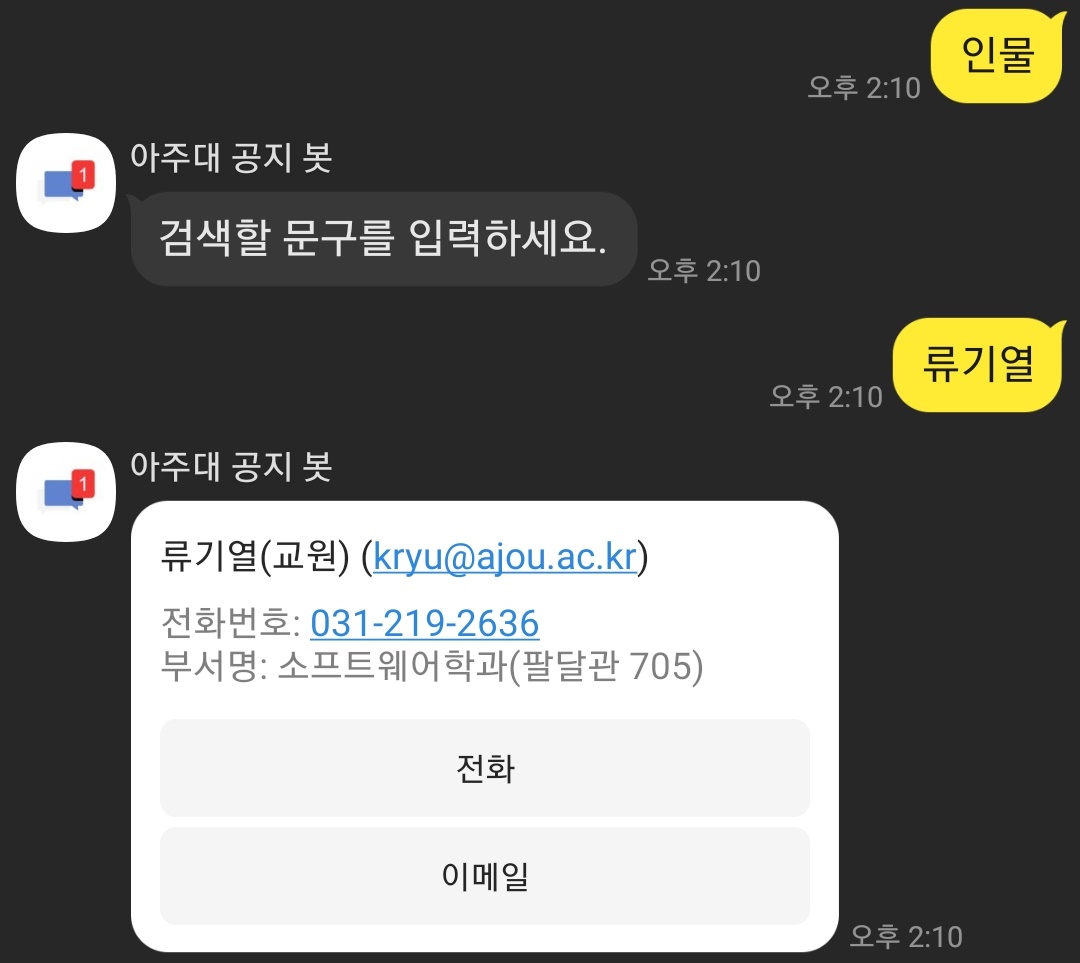 인물
오후 2:10
1
아주대 공지 봇
검색할 문구를 입력하세요.
오후 2:10
류기열
오후 2:10
1
아주대 공지 봇
류기열(교원) (kryu@ajou.ac.kr)
전화번호: 031-219-2636
부서명: 소프트웨어학과(팔달관 705)
전화
이메일
오후 2:10